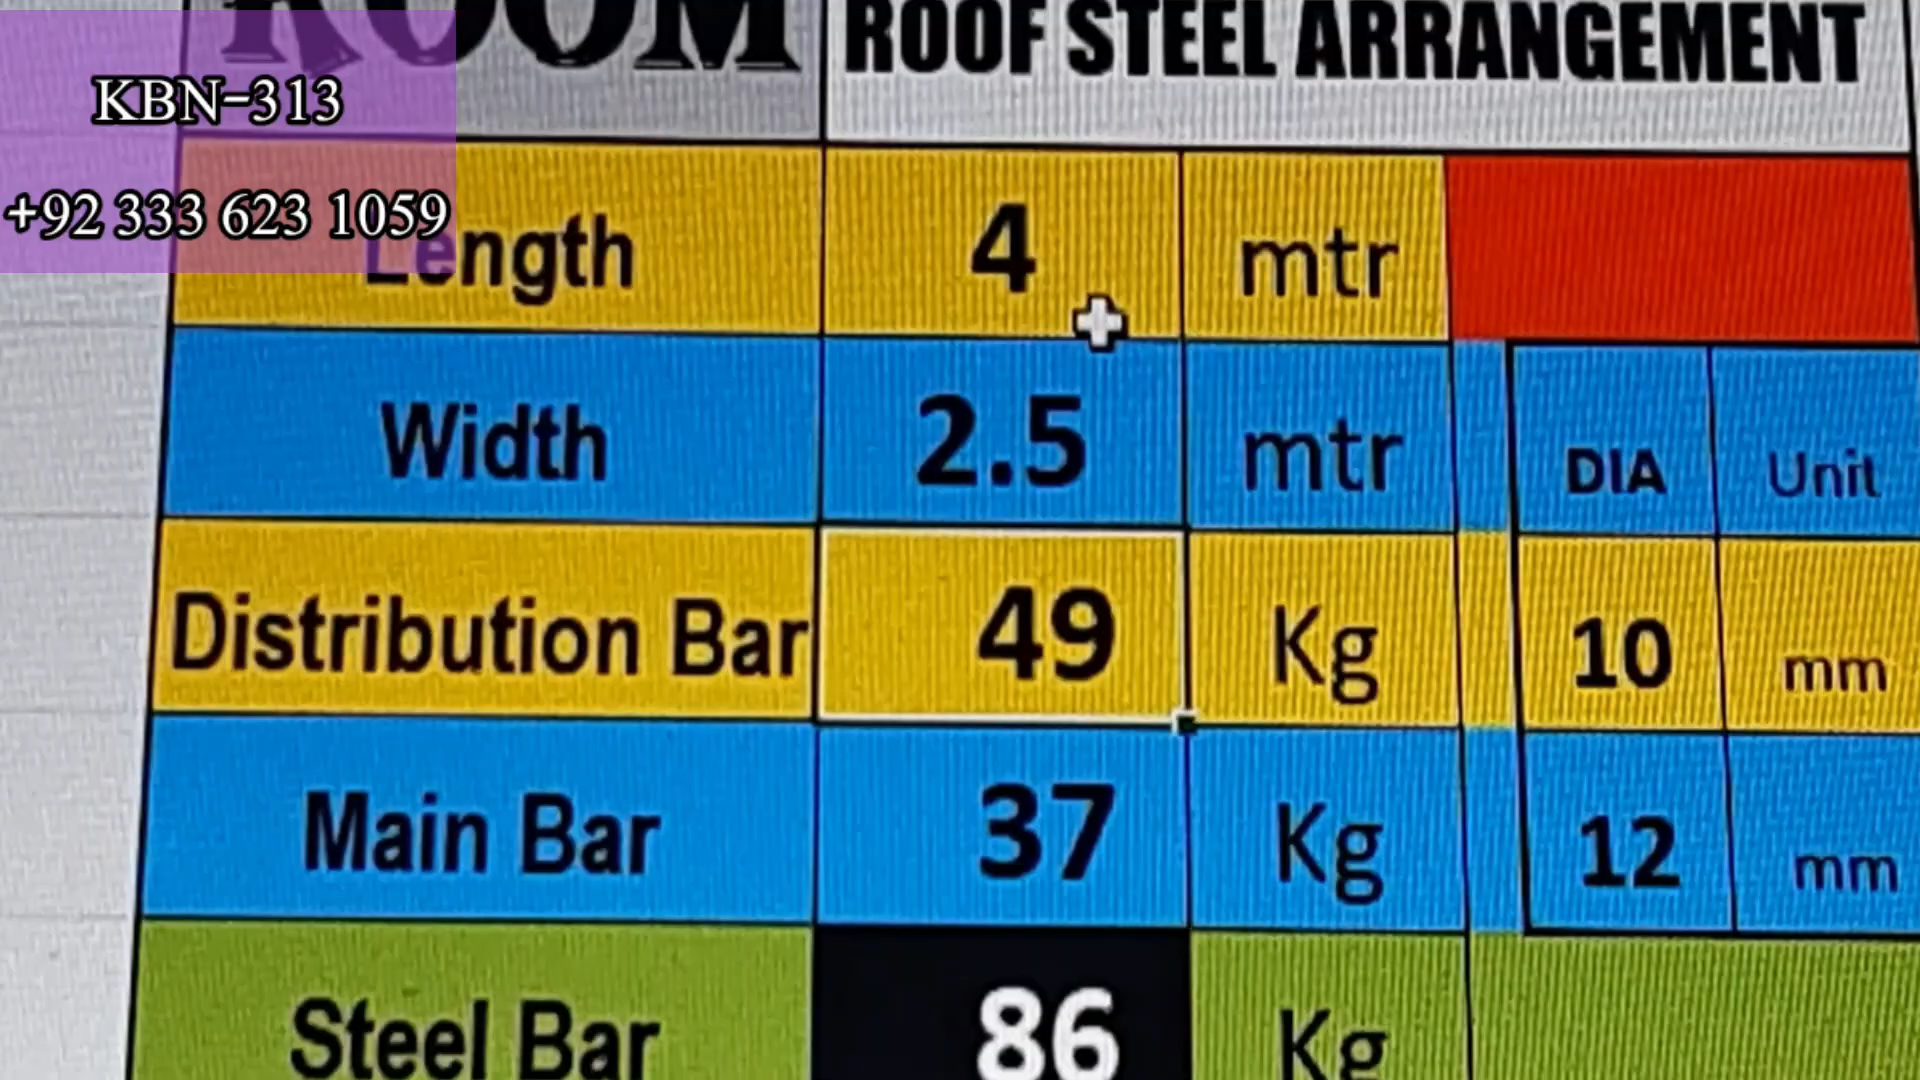 ROOM ROOF STEEL ARRANGEMENT
KBN-313
+92 333 623 1059
Length 4 mtr
Width 2.5 mtr DIA Unit
Distribution Bar 49 Kg 10 mm
Main Bar 37 Kg 12 mm
Steel Bar 86 Kg